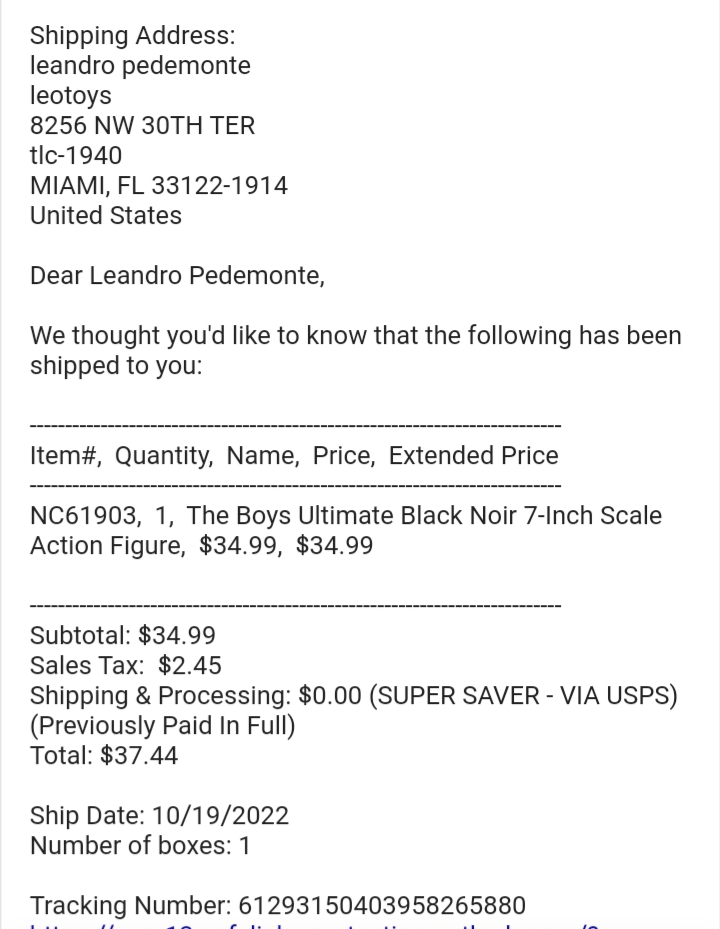 Shipping Address:
leandro pedemonte
leotoys
8256 NW 30TH TER
tlc-1940
MIAMI, FL 33122-1914
United States
Dear Leandro Pedemonte,
We thought you'd like to know that the following has been
shipped to you:
----------------------------------------------------------------------------
Item#,  Quantity,  Name,  Price,  Extended Price
----------------------------------------------------------------------------
NC61903,  1,  The Boys Ultimate Black Noir 7-Inch Scale
Action Figure,  $34.99,  $34.99
----------------------------------------------------------------------------
Subtotal: $34.99
Sales Tax:  $2.45
Shipping & Processing: $0.00 (SUPER SAVER - VIA USPS)
(Previously Paid In Full)
Total: $37.44
Ship Date: 10/19/2022
Number of boxes: 1
Tracking Number: 61293150403958265880